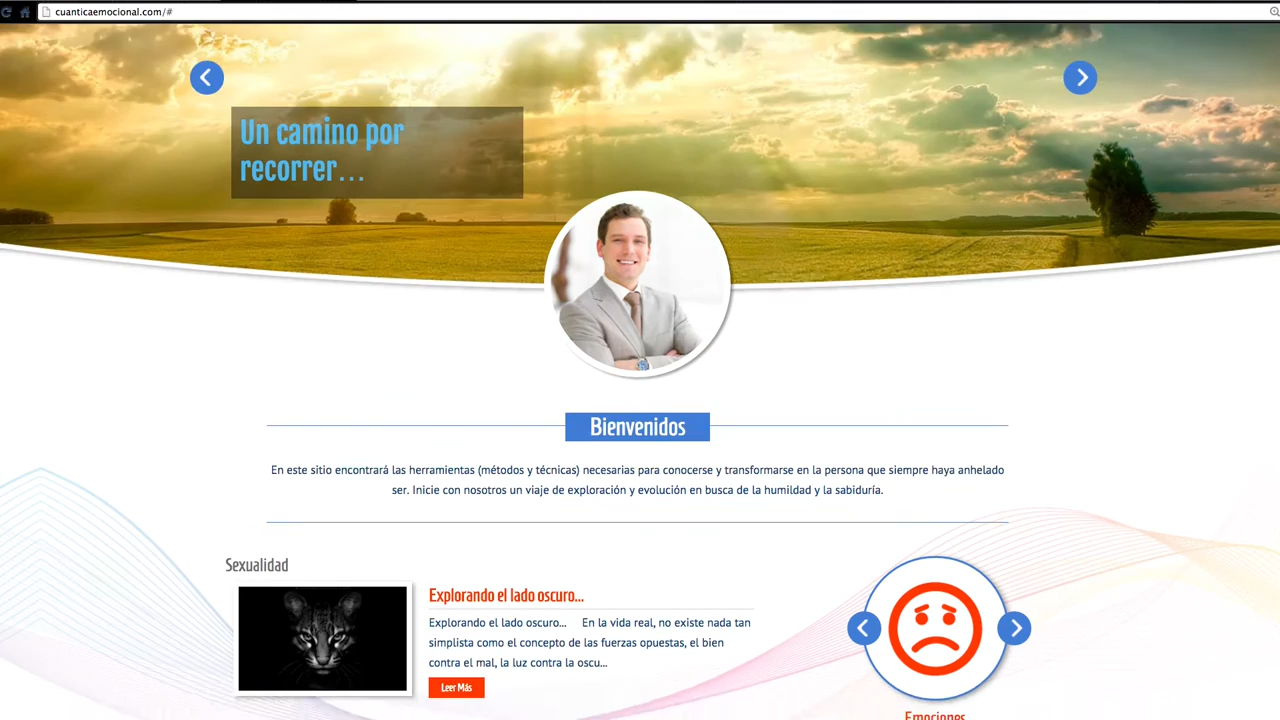 cuanticaemocional.com/#
Un camino por
recorrer...
Bienvenidos
En este sitio encontrará las herramientas (métodos y técnicas) necesarias para conocerse y transformarse en la persona que siempre haya anhelado
ser. Inicie con nosotros un viaje de exploración y evolución en busca de la humildad y la sabiduría.
Sexualidad
Explorando el lado oscuro...
Explorando el lado oscuro... En la vida real, no existe nada tan
simplista como el concepto de las fuerzas opuestas, el bien
contra el mal, la luz contra la oscu...
Leer Más
Emociones